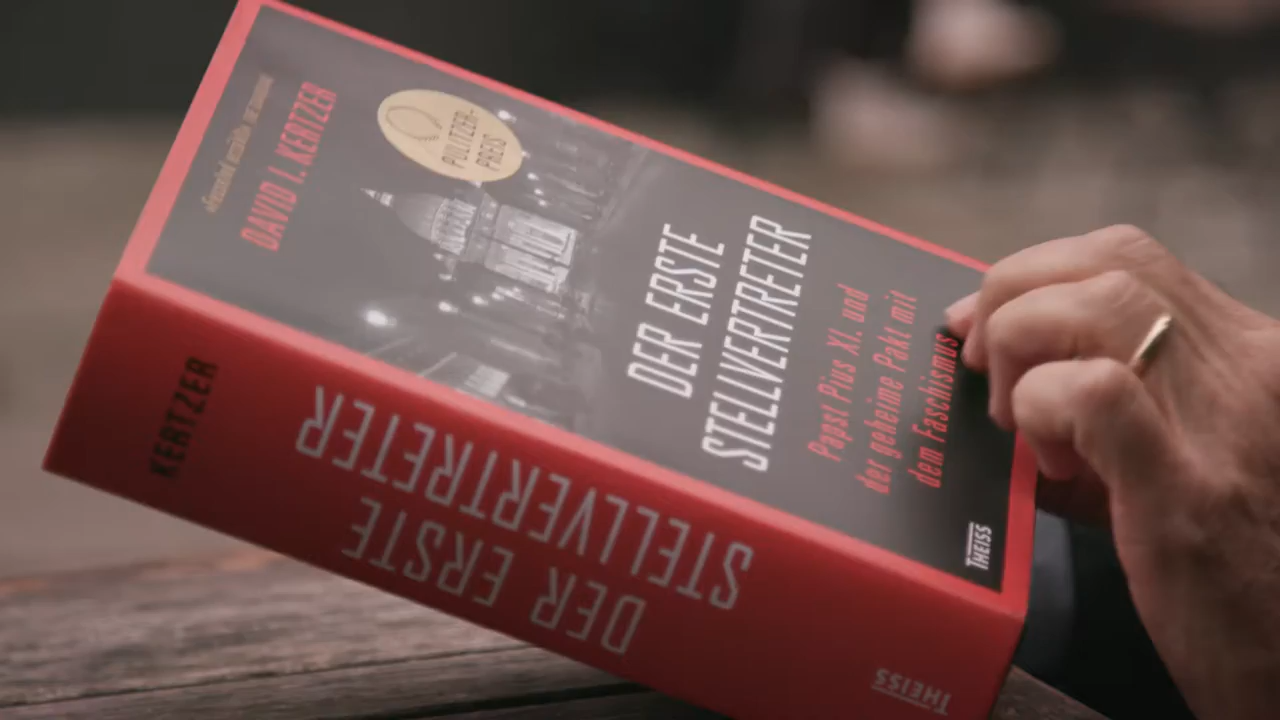 DAVID I. KERTZER
PULITZER-
PREIS
DER ERSTE
STELLVERTRETER
Papst Pius XI. und
der geheime Pakt mit
dem Faschismus
THEISS
KERTZER
DER ERSTE
STELLVERTRETER
THEISS